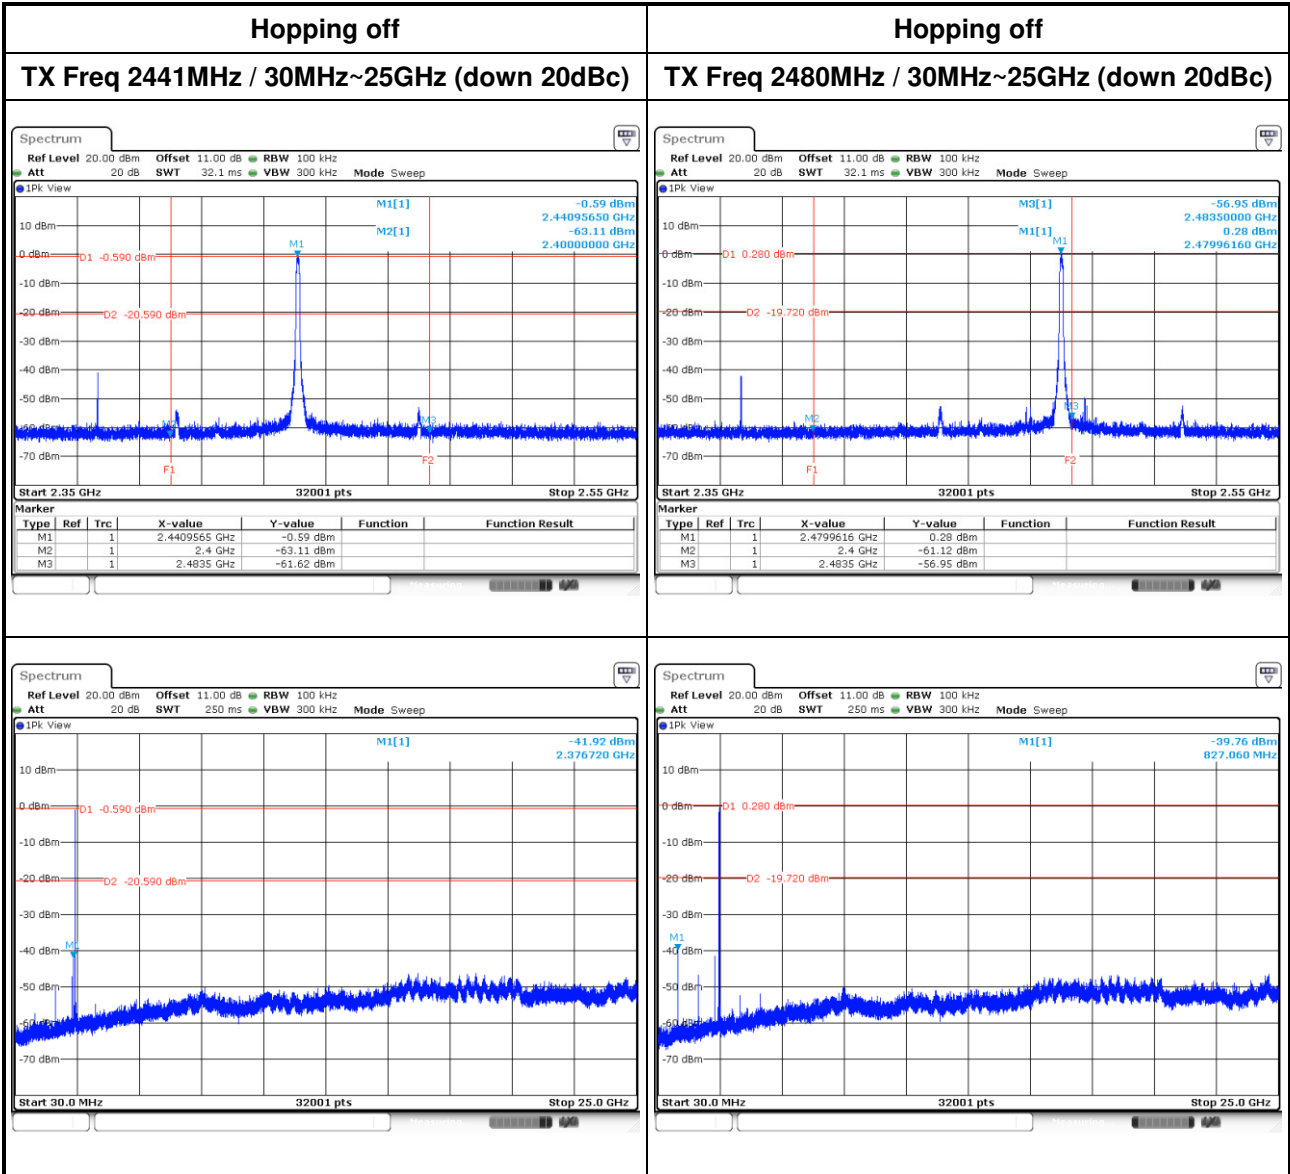 Hopping off
Hopping off
TX Freq 2441MHz / 30MHz~25GHz (down 20dBc)
TX Freq 2480MHz / 30MHz~25GHz (down 20dBc)
Spectrum
Ref Level 20.00 dBm Offset 11.00 dB RBW 100 kHz
Att 20 dB SWT 32.1 ms VBW 300 kHz Mode Sweep
1Pk View
M1[1] -0.59 dBm
2.44095650 GHz
M2[1] -63.11 dBm
2.40000000 GHz
10 dBm
M1
0 dBm
D1 -0.590 dBm
-10 dBm
-20 dBm
D2 -20.590 dBm
-30 dBm
-40 dBm
-50 dBm
M3
-70 dBm
F1
F2
Start 2.35 GHz 32001 pts Stop 2.55 GHz
Marker
Type Ref Trc X-value Y-value Function Function Result
M1 1 2.4409565 GHz -0.59 dBm
M2 1 2.4 GHz -63.11 dBm
M3 1 2.4835 GHz -61.62 dBm
Spectrum
Ref Level 20.00 dBm Offset 11.00 dB RBW 100 kHz
Att 20 dB SWT 32.1 ms VBW 300 kHz Mode Sweep
1Pk View
M3[1] -56.95 dBm
2.48350000 GHz
M1[1] 0.28 dBm
2.47996160 GHz
10 dBm
M1
0 dBm
D1 0.280 dBm
-10 dBm
-20 dBm
D2 -19.720 dBm
-30 dBm
-40 dBm
-50 dBm
M3
M2
-70 dBm
F1
F2
Start 2.35 GHz 32001 pts Stop 2.55 GHz
Marker
Type Ref Trc X-value Y-value Function Function Result
M1 1 2.4799616 GHz 0.28 dBm
M2 1 2.4 GHz -61.12 dBm
M3 1 2.4835 GHz -56.95 dBm
Spectrum
Ref Level 20.00 dBm Offset 11.00 dB RBW 100 kHz
Att 20 dB SWT 250 ms VBW 300 kHz Mode Sweep
1Pk View
M1[1] -41.92 dBm
2.376720 GHz
10 dBm
0 dBm
D1 -0.590 dBm
-10 dBm
-20 dBm
D2 -20.590 dBm
-30 dBm
-40 dBm
-50 dBm
-60 dBm
-70 dBm
Start 30.0 MHz 32001 pts Stop 25.0 GHz
Spectrum
Ref Level 20.00 dBm Offset 11.00 dB RBW 100 kHz
Att 20 dB SWT 250 ms VBW 300 kHz Mode Sweep
1Pk View
M1[1] -39.76 dBm
827.060 MHz
10 dBm
0 dBm
D1 0.280 dBm
-10 dBm
-20 dBm
D2 -19.720 dBm
-30 dBm
M1
-40 dBm
-50 dBm
-60 dBm
-70 dBm
Start 30.0 MHz 32001 pts Stop 25.0 GHz